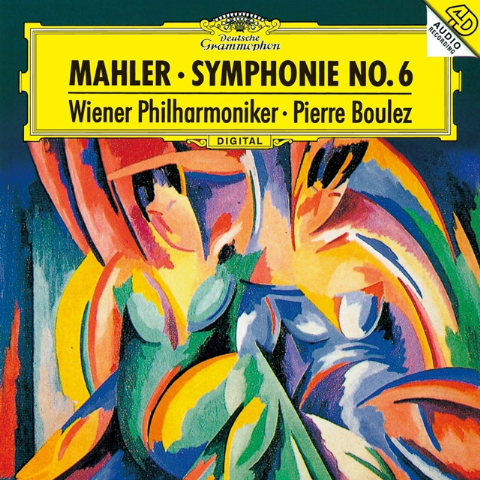 Deutsche
Grammophon
4D
AUDIO
RECORDING
MAHLER · SYMPHONIE NO. 6
Wiener Philharmoniker · Pierre Boulez
DIGITAL